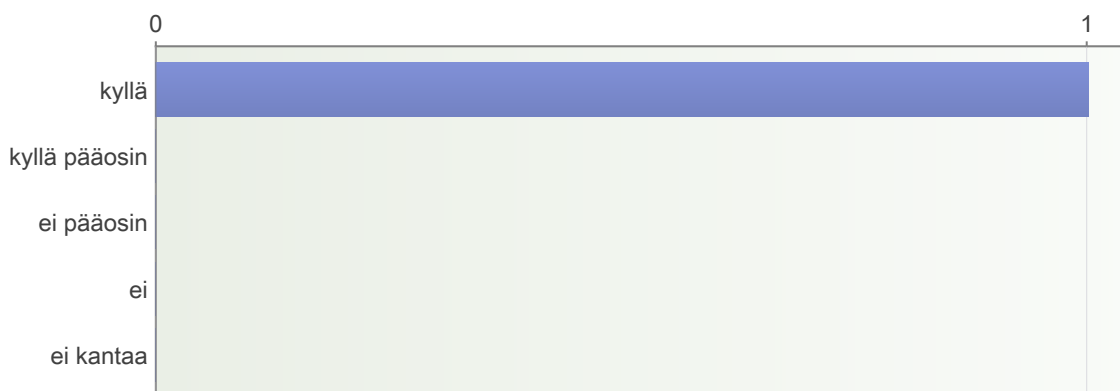 0 1
kyllä
kyllä pääosin
ei pääosin
ei
ei kantaa